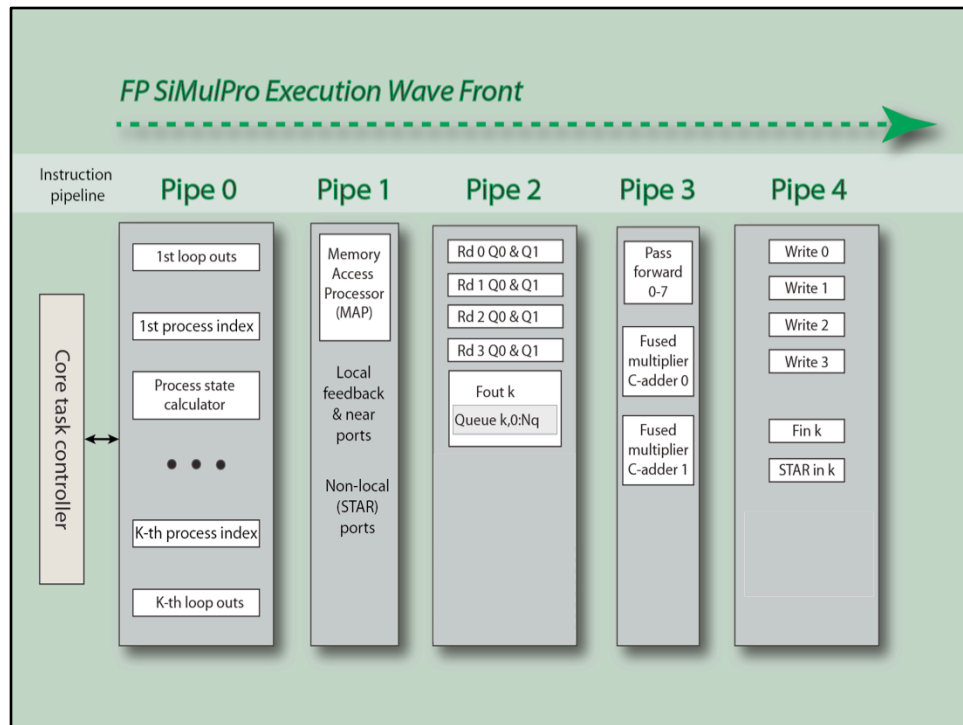 FP SiMulPro Execution Wave Front
Instruction
pipeline
Pipe 0
Pipe 1
Pipe 2
Pipe 3
Pipe 4
Core task controller
1st loop outs
1st process index
Process state
calculator
• • •
K-th process index
K-th loop outs
Memory
Access
Processor
(MAP)
Local
feedback
& near
ports
Non-local
(STAR)
ports
Rd 0 Q0 & Q1
Rd 1 Q0 & Q1
Rd 2 Q0 & Q1
Rd 3 Q0 & Q1
Fout k
Queue k,0:Nq
Pass
forward
0-7
Fused
multiplier
C-adder 0
Fused
multiplier
C-adder 1
Write 0
Write 1
Write 2
Write 3
Fin k
STAR in k